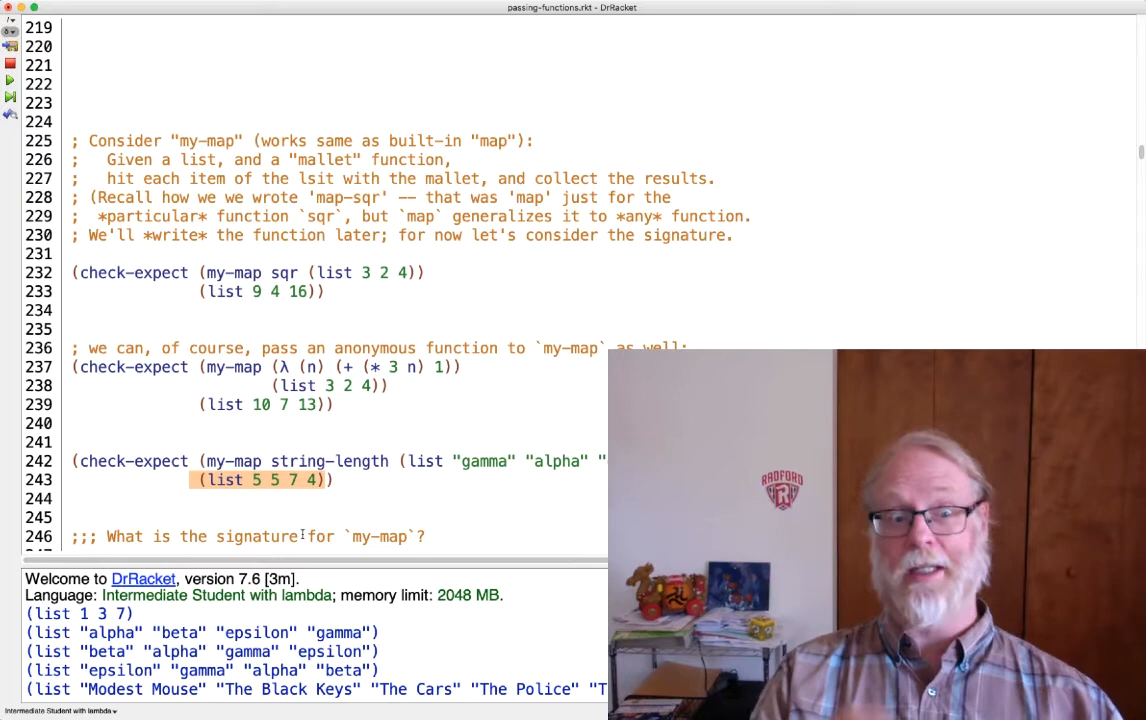 passing-functions.rkt - DrRacket
219
220
221
222
223
224
225 ; Consider "my-map" (works same as built-in "map"):
226 ;   Given a list, and a "mallet" function,
227 ;   hit each item of the lsit with the mallet, and collect the results.
228 ; (Recall how we we wrote 'map-sqr' -- that was 'map' just for the
229 ;  *particular* function `sqr`, but `map` generalizes it to *any* function.
230 ; We'll *write* the function later; for now let's consider the signature.
231
232 (check-expect (my-map sqr (list 3 2 4))
233 (list 9 4 16))
234
235
236 ; we can, of course, pass an anonymous function to `my-map` as well:
237 (check-expect (my-map (λ (n) (+ (* 3 n) 1))
238 (list 3 2 4))
239 (list 10 7 13))
240
241
242 (check-expect (my-map string-length (list "gamma" "alpha" "
243 (list 5 5 7 4))
244
245
246 ;;; What is the signature for `my-map`?
RADFORD
Welcome to DrRacket, version 7.6 [3m].
Language: Intermediate Student with lambda; memory limit: 2048 MB.
(list 1 3 7)
(list "alpha" "beta" "epsilon" "gamma")
(list "beta" "alpha" "gamma" "epsilon")
(list "epsilon" "gamma" "alpha" "beta")
(list "Modest Mouse" "The Black Keys" "The Cars" "The Police" "T
Intermediate Student with lambda